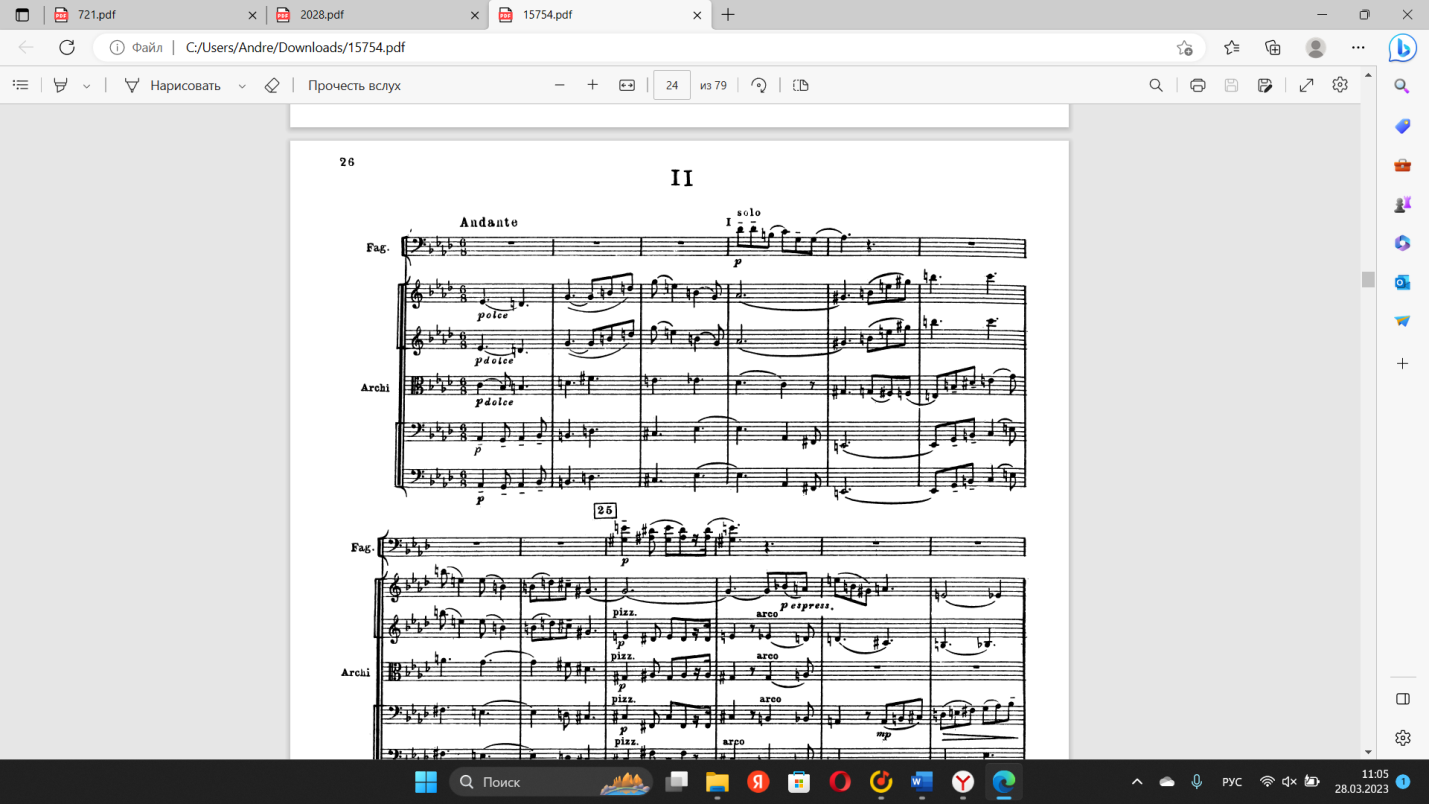 721.pdf 2028.pdf 15754.pdf
Файл C:/Users/Andre/Downloads/15754.pdf
Нарисовать Прочесть вслух 24 из 79
26
II
Andante
I solo
Fag.
p
p dolce
p dolce
Archi
p dolce
p
p
25
Fag.
p
p espress.
pizz. arco
p
pizz. arco
Archi
p
pizz. arco
p
mp
pizz. arco
Поиск
РУС
11:05
28.03.2023
1